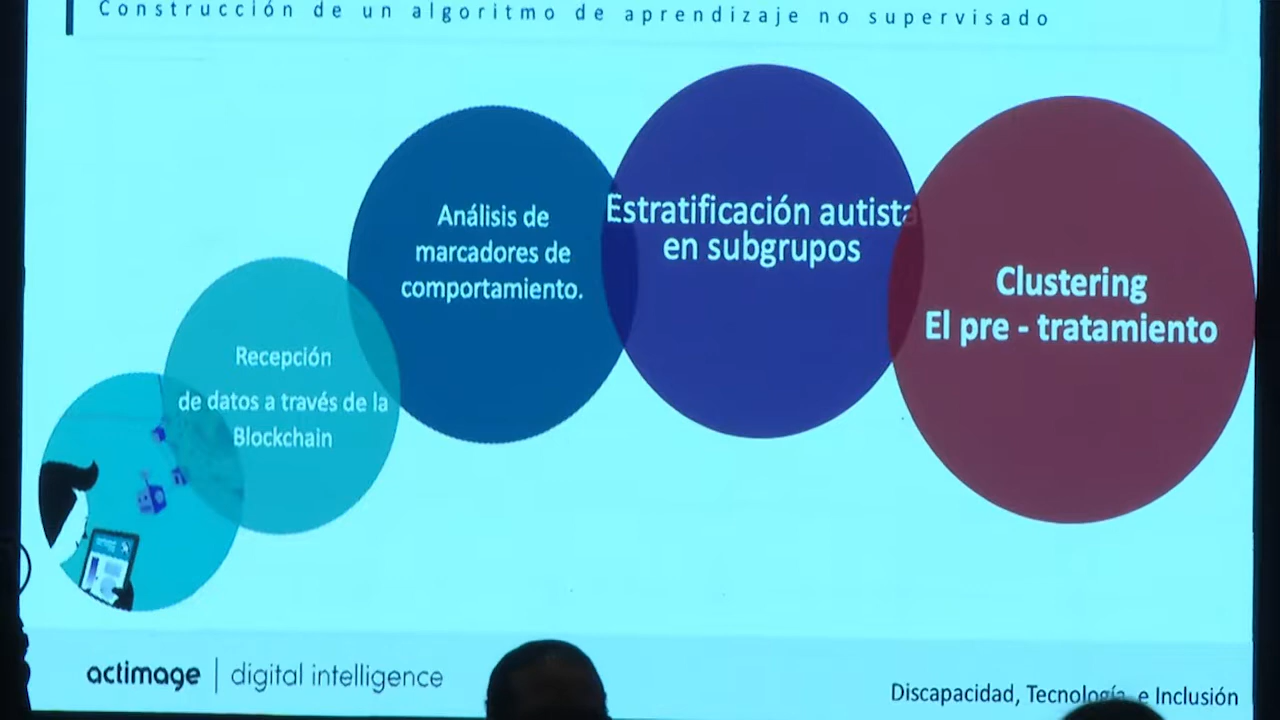 Construcción de un algoritmo de aprendizaje no supervisado
Recepción
de datos a través de la
Blockchain
Análisis de
marcadores de
comportamiento.
Estratificación autista
en subgrupos
Clustering
El pre - tratamiento
actimage | digital intelligence
Discapacidad, Tecnología, e Inclusión